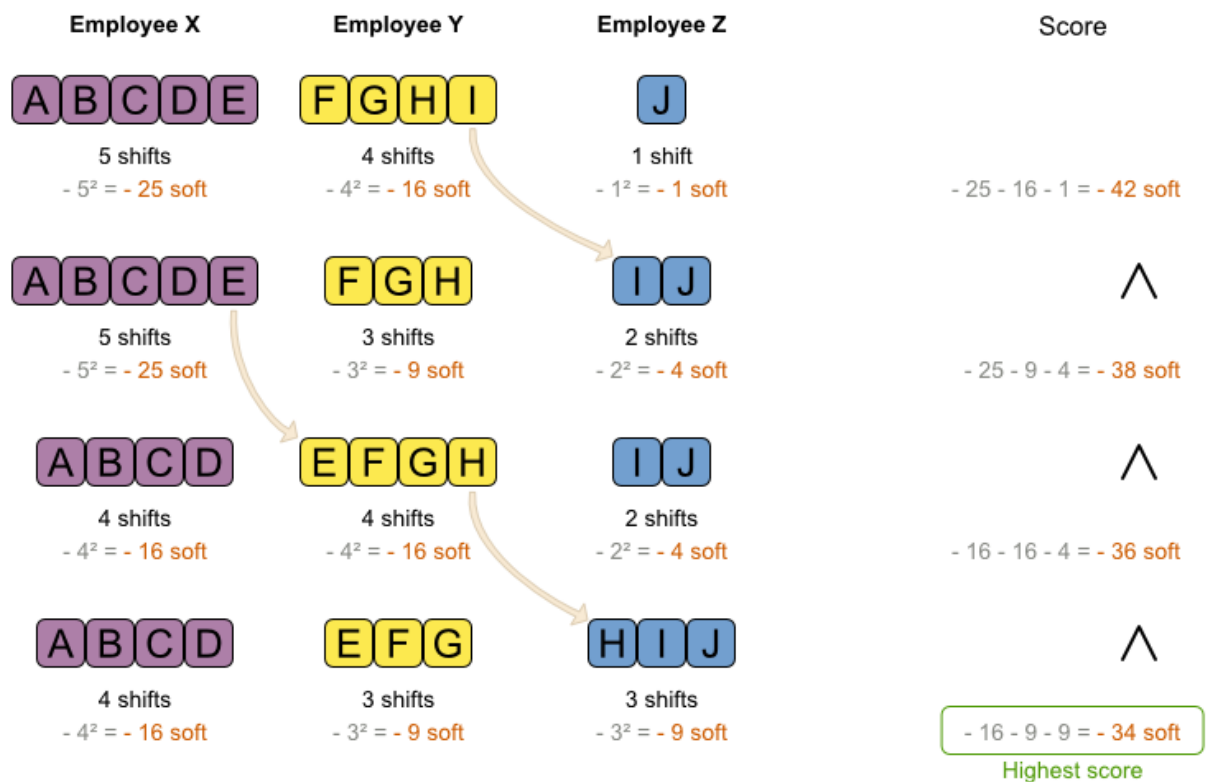 Employee X Employee Y Employee Z Score
A B C D E F G H I J
5 shifts 4 shifts 1 shift
- 5² = - 25 soft - 4² = - 16 soft - 1² = - 1 soft - 25 - 16 - 1 = - 42 soft
A B C D E F G H I J
5 shifts 3 shifts 2 shifts
- 5² = - 25 soft - 3² = - 9 soft - 2² = - 4 soft - 25 - 9 - 4 = - 38 soft
A B C D E F G H I J
4 shifts 4 shifts 2 shifts
- 4² = - 16 soft - 4² = - 16 soft - 2² = - 4 soft - 16 - 16 - 4 = - 36 soft
A B C D E F G H I J
4 shifts 3 shifts 3 shifts
- 4² = - 16 soft - 3² = - 9 soft - 3² = - 9 soft - 16 - 9 - 9 = - 34 soft
Highest score